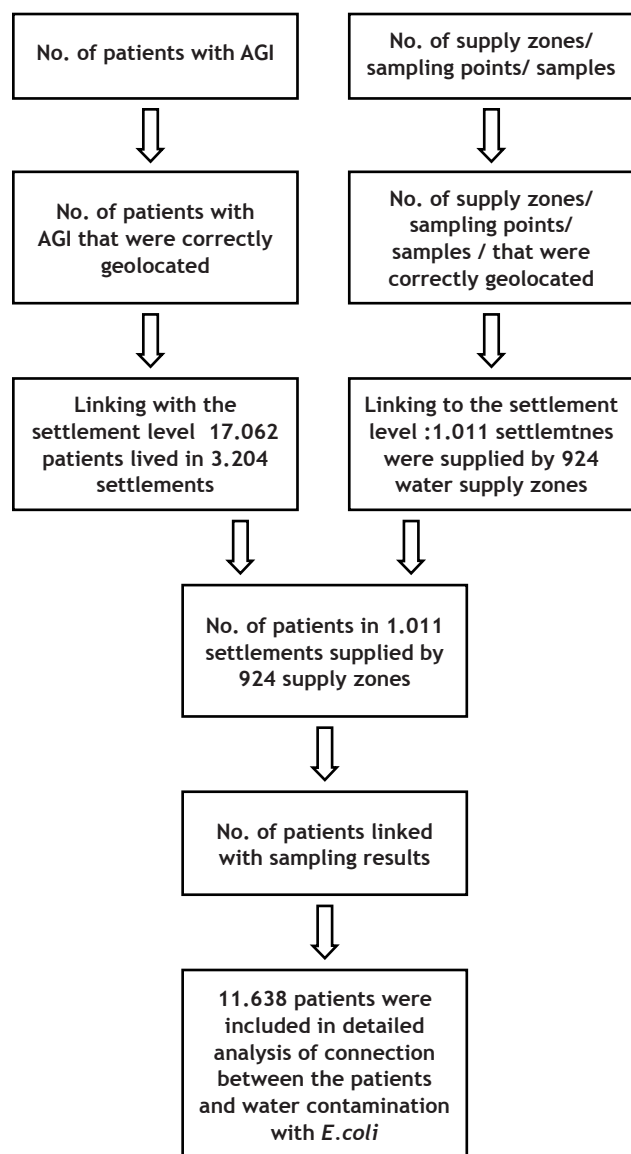 No. of patients with AGI
No. of supply zones/
sampling points/ samples
No. of patients with
AGI that were correctly
geolocated
No. of supply zones/
sampling points/
samples / that were
correctly geolocated
Linking with the
settlement level 17.062
patients lived in 3.204
settlements
Linking to the settlement
level :1.011 settlemtnes
were supplied by 924
water supply zones
No. of patients in 1.011
settlements supplied by
924 supply zones
No. of patients linked
with sampling results
11.638 patients were
included in detailed
analysis of connection
between the patients
and water contamination
with E.coli